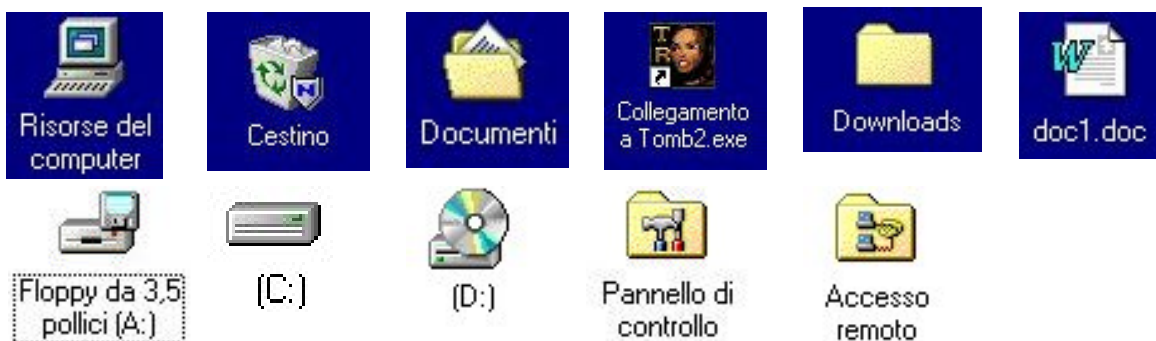 Risorse del
computer
Cestino
Documenti
TR
Collegamento
a Tomb2.exe
Downloads
W
doc1.doc
Floppy da 3,5
pollici (A:)
(C:)
(D:)
Pannello di
controllo
Accesso
remoto